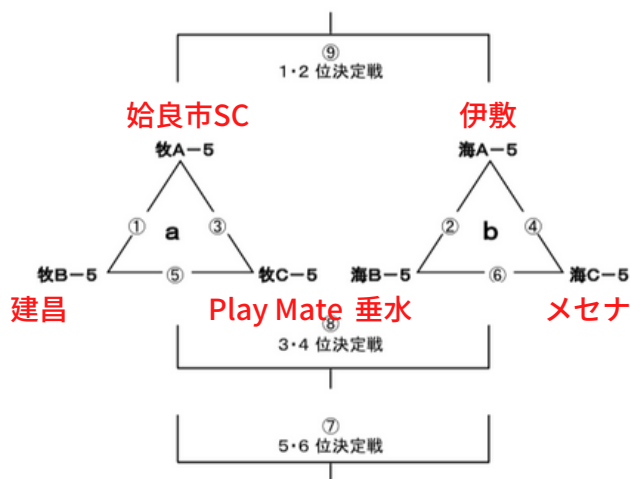 ⑨
1・2 位決定戦
姶良市SC
伊敷
牧A－5
海A－5
① a ③
② b ④
牧B－5 ⑤ 牧C－5
海B－5 ⑥ 海C－5
建昌
Play Mate
垂水
メセナ
⑧
3・4 位決定戦
⑦
5・6 位決定戦